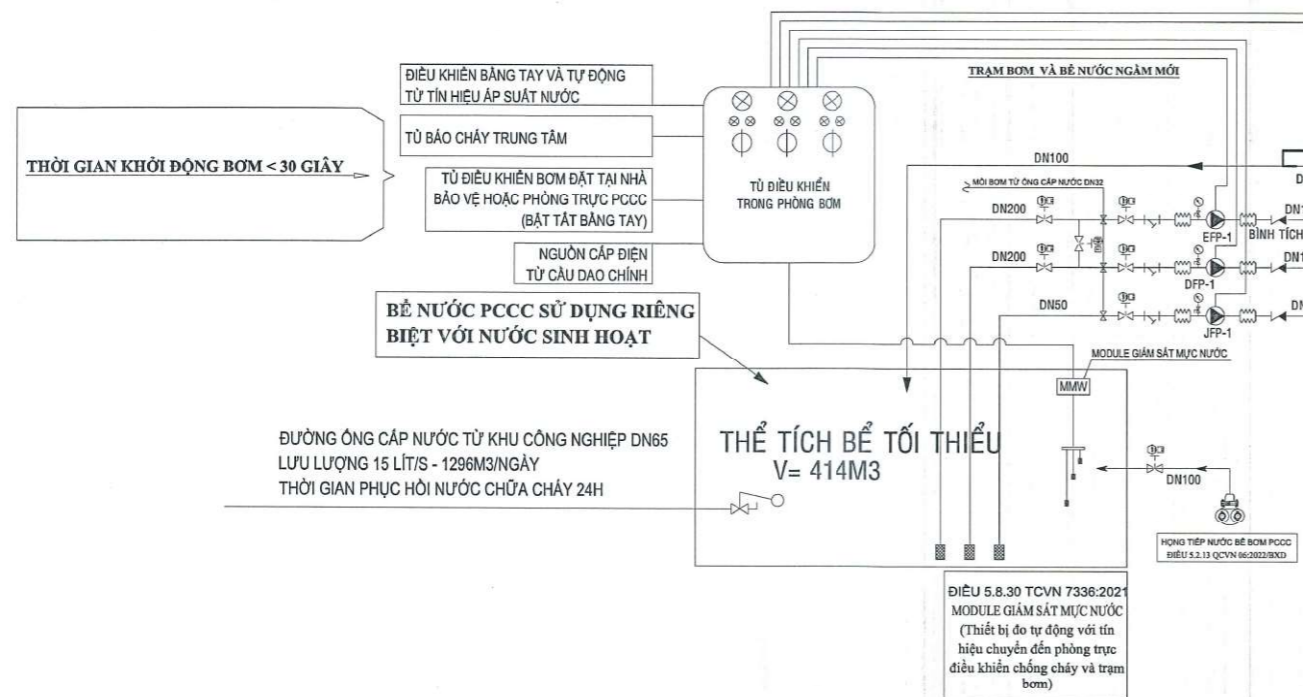 ĐIỀU KHIỂN BẰNG TAY VÀ TỰ ĐỘNG
TỪ TÍN HIỆU ÁP SUẤT NƯỚC
TỦ BÁO CHÁY TRUNG TÂM
THỜI GIAN KHỞI ĐỘNG BƠM < 30 GIÂY
TỦ ĐIỀU KHIỂN BƠM ĐẶT TẠI NHÀ
BẢO VỆ HOẶC PHÒNG TRỰC PCCC
(BẬT TẮT BẰNG TAY)
NGUỒN CẤP ĐIỆN
TỪ CẦU DAO CHÍNH
TỦ ĐIỀU KHIỂN
TRONG PHÒNG BƠM
TRẠM BƠM VÀ BỂ NƯỚC NGẦM MỚI
DN100
MỒI BƠM TỪ ỐNG CẤP NƯỚC DN32
DN200
EFP-1
BÌNH TÍCH
DN1
DN200
DFP-1
DN1
DN50
JFP-1
DN
D
BỂ NƯỚC PCCC SỬ DỤNG RIÊNG
BIỆT VỚI NƯỚC SINH HOẠT
MODULE GIÁM SÁT MỰC NƯỚC
MMW
ĐƯỜNG ỐNG CẤP NƯỚC TỪ KHU CÔNG NGHIỆP DN65
LƯU LƯỢNG 15 LÍT/S - 1296M3/NGÀY
THỜI GIAN PHỤC HỒI NƯỚC CHỮA CHÁY 24H
THỂ TÍCH BỂ TỐI THIỂU
V= 414M3
DN100
HỌNG TIẾP NƯỚC BỂ BƠM PCCC
ĐIỀU 5.2.13 QCVN 06:2022/BXD
ĐIỀU 5.8.30 TCVN 7336:2021
MODULE GIÁM SÁT MỰC NƯỚC
(Thiết bị đo tự động với tín
hiệu chuyển đến phòng trực
điều khiển chống cháy và trạm
bơm)